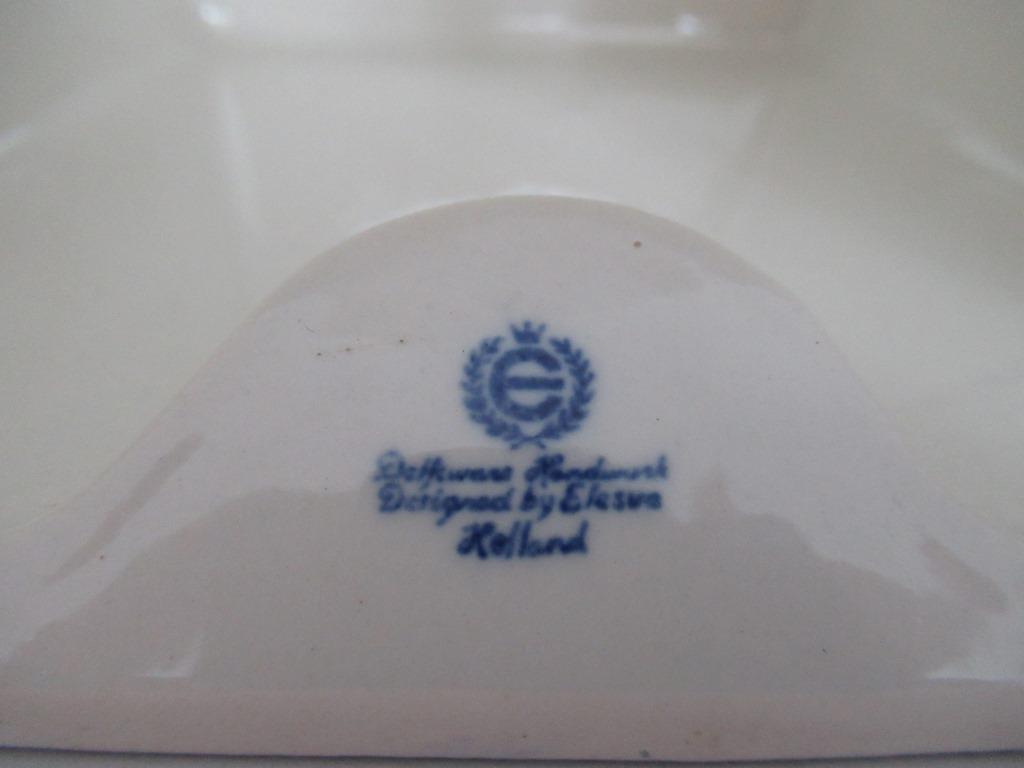 E
Delftware Handwork
Designed by Elesva
Holland